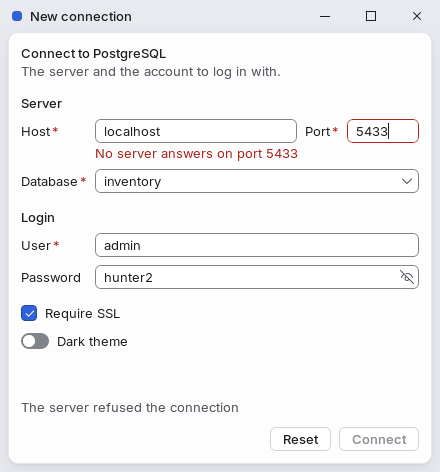 New connection
Connect to PostgreSQL
The server and the account to log in with.
Server
Host* localhost Port* 5433
No server answers on port 5433
Database* inventory
Login
User* admin
Password hunter2
Require SSL
Dark theme
The server refused the connection
Reset Connect